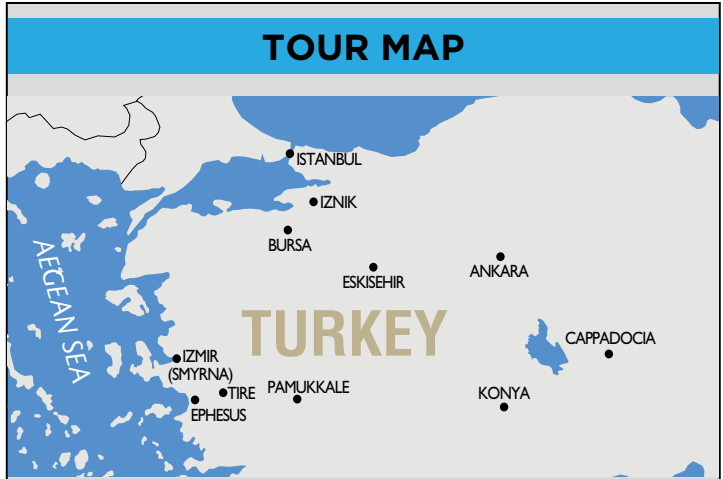 TOUR MAP
ISTANBUL
IZNIK
BURSA
ESKISEHIR
ANKARA
AEGEAN SEA
TURKEY
CAPPADOCIA
IZMIR
(SMYRNA)
TIRE
PAMUKKALE
KONYA
EPHESUS